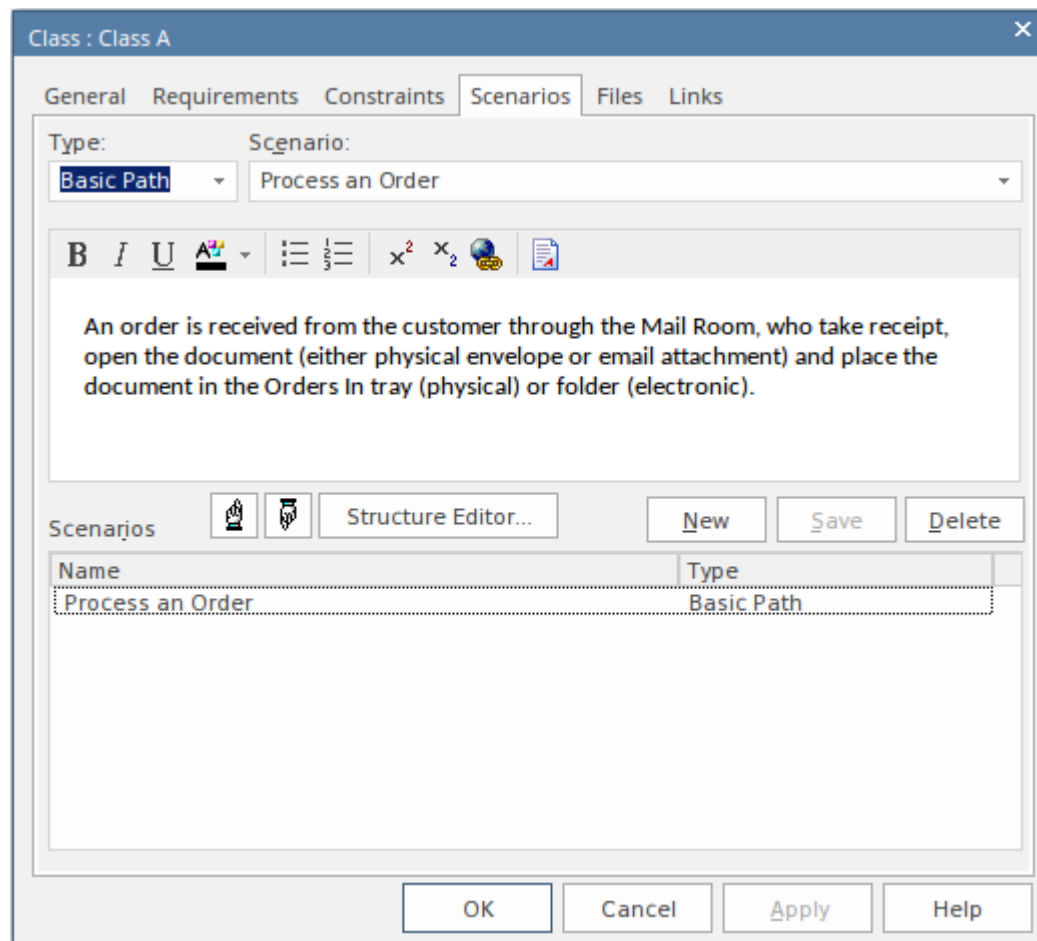 Class : Class A
General Requirements Constraints Scenarios Files Links
Type: Scenario:
Basic Path Process an Order
B I U A x² x₂
An order is received from the customer through the Mail Room, who take receipt,
open the document (either physical envelope or email attachment) and place the
document in the Orders In tray (physical) or folder (electronic).
Scenarios Structure Editor... New Save Delete
Name Type
Process an Order Basic Path
OK Cancel Apply Help